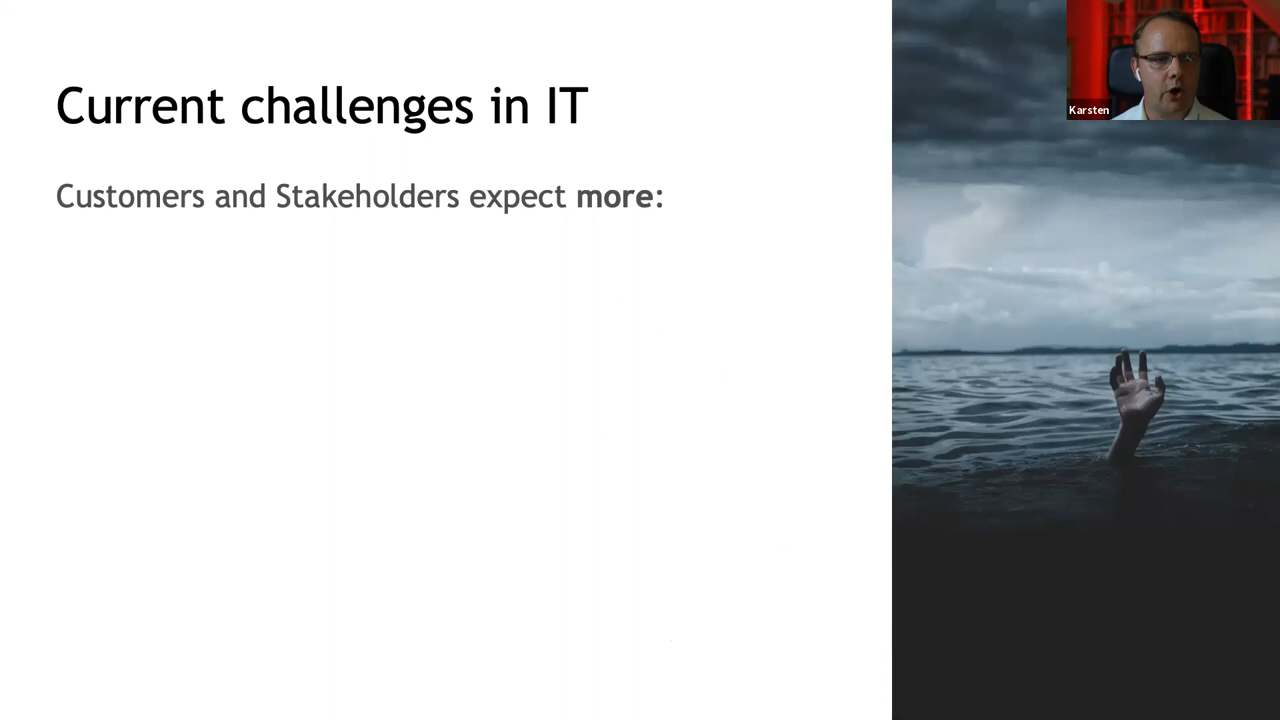 Current challenges in IT
Customers and Stakeholders expect more:
Karsten